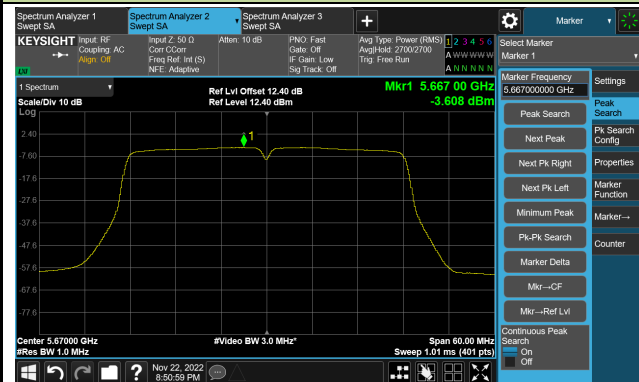 Spectrum Analyzer 1
Swept SA
Spectrum Analyzer 2
Swept SA
Spectrum Analyzer 3
Swept SA
Marker
KEYSIGHT
Input: RF
Coupling: AC
Align: Off
Input Z: 50 Ω
Corr CCorr
Freq Ref: Int (S)
NFE: Adaptive
Atten: 10 dB
PNO: Fast
Gate: Off
IF Gain: Low
Sig Track: Off
Avg Type: Power (RMS)
Avg|Hold: 2700/2700
Trig: Free Run
1 2 3 4 5 6
A W W W W W
A N N N N N
Select Marker
Marker 1
1 Spectrum
Scale/Div 10 dB
Ref Lvl Offset 12.40 dB
Ref Level 12.40 dBm
Mkr1 5.667 00 GHz
-3.608 dBm
Log
2.40
-7.60
-17.6
-27.6
-37.6
-47.6
-57.6
-67.6
-77.6
1
Center 5.67000 GHz
#Res BW 1.0 MHz
#Video BW 3.0 MHz*
Span 60.00 MHz
Sweep 1.01 ms (401 pts)
Marker Frequency
5.667000000 GHz
Peak Search
Next Peak
Next Pk Right
Next Pk Left
Minimum Peak
Pk-Pk Search
Marker Delta
Mkr→CF
Mkr→Ref Lvl
Continuous Peak
Search
On
Off
Settings
Peak
Search
Pk Search
Config
Properties
Marker
Function
Marker→
Counter
Nov 22, 2022
8:50:59 PM